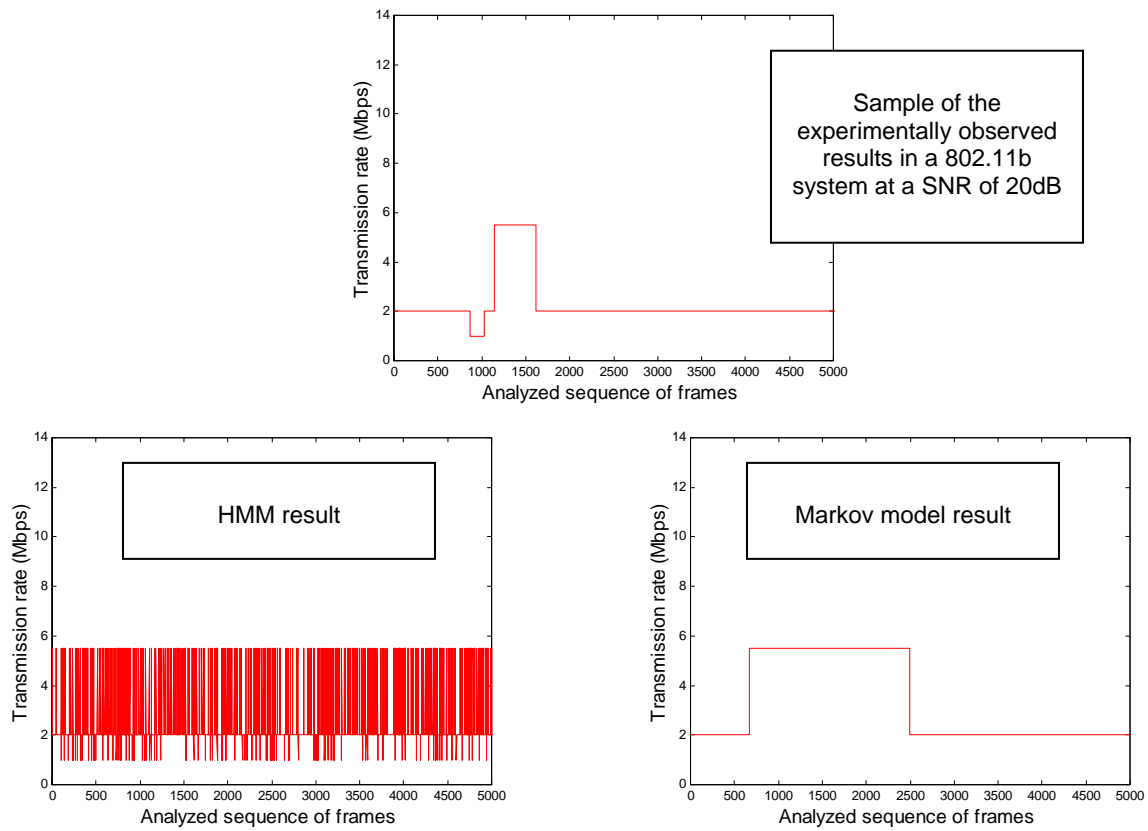 14
12
10
8
6
4
2
0
Transmission rate (Mbps)
0 500 1000 1500 2000 2500 3000 3500 4000 4500 5000
Analyzed sequence of frames
Sample of the
experimentally observed
results in a 802.11b
system at a SNR of 20dB
14
12
10
8
6
4
2
0
Transmission rate (Mbps)
HMM result
0 500 1000 1500 2000 2500 3000 3500 4000 4500 5000
Analyzed sequence of frames
14
12
10
8
6
4
2
0
Transmission rate (Mbps)
Markov model result
0 500 1000 1500 2000 2500 3000 3500 4000 4500 5000
Analyzed sequence of frames